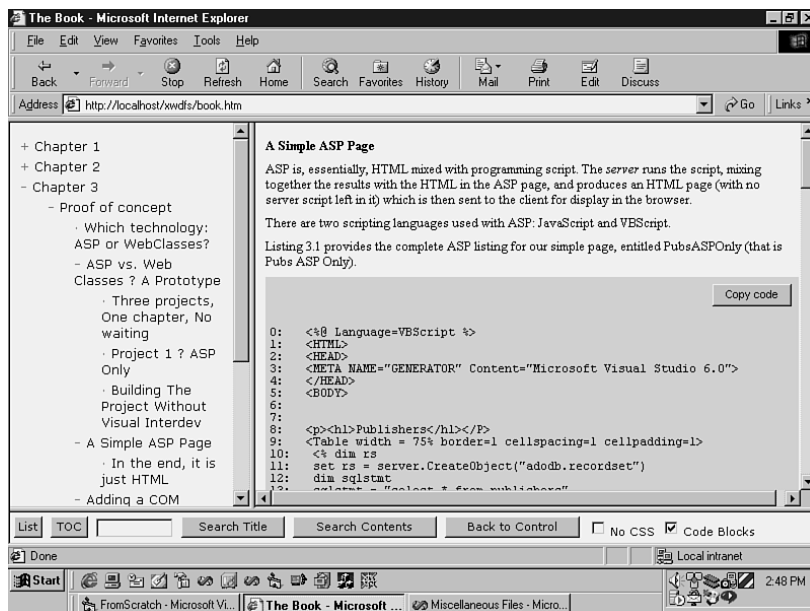 The Book - Microsoft Internet Explorer
File Edit View Favorites Tools Help
Back Forward Stop Refresh Home Search Favorites History Mail Print Edit Discuss
Address http://localhost/xwdfs/book.htm Go Links
+ Chapter 1
+ Chapter 2
- Chapter 3
- Proof of concept
· Which technology:
ASP or WebClasses?
- ASP vs. Web
Classes ? A Prototype
· Three projects,
One chapter, No
waiting
· Project 1 ? ASP
Only
· Building The
Project Without
Visual Interdev
- A Simple ASP Page
· In the end, it is
just HTML
- Adding a COM
A Simple ASP Page
ASP is, essentially, HTML mixed with programming script. The server runs the script, mixing
together the results with the HTML in the ASP page, and produces an HTML page (with no
server script left in it) which is then sent to the client for display in the browser.
There are two scripting languages used with ASP: JavaScript and VBScript.
Listing 3.1 provides the complete ASP listing for our simple page, entitled PubsASPOnly (that is
Pubs ASP Only).
Copy code
0: <%@ Language=VBScript %>
1: <HTML>
2: <HEAD>
3: <META NAME="GENERATOR" Content="Microsoft Visual Studio 6.0">
4: </HEAD>
5: <BODY>
6:
7:
8: <p><h1>Publishers</h1></P>
9: <Table width = 75% border=1 cellspacing=1 cellpadding=1>
10: <% dim rs
11: set rs = server.CreateObject("adodb.recordset")
12: dim sqlstmt
13: sqlstmt = "select * from publishers"
List TOC Search Title Search Contents Back to Control No CSS Code Blocks
Done Local intranet
Start 2:48 PM
FromScratch - Microsoft Vi... The Book - Microsoft ... Miscellaneous Files - Micro...